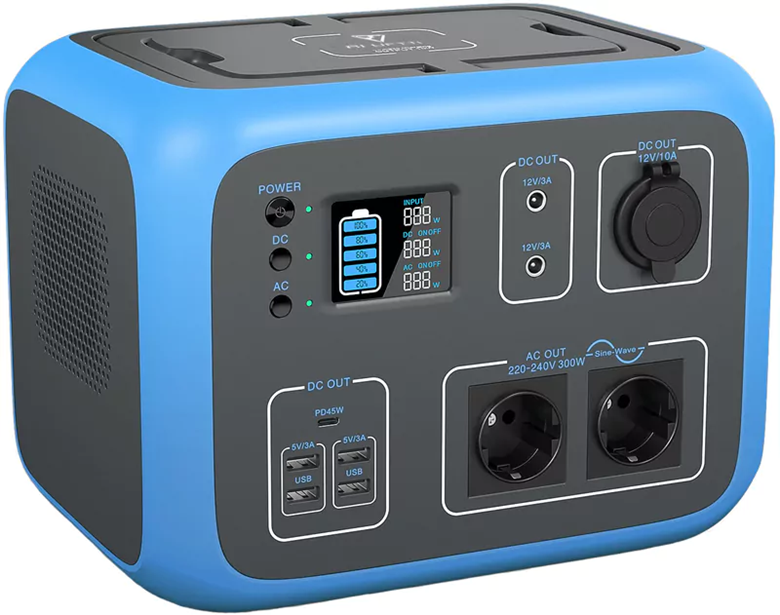 POWER
DC
AC
100%
80%
60%
40%
20%
INPUT
888 W
DC ON OFF
888 W
AC ON OFF
888 W
DC OUT
12V/3A
12V/3A
DC OUT
12V/10A
DC OUT
PD45W
5V/3A
USB
5V/3A
USB
AC OUT
220-240V 300W
Sine-Wave